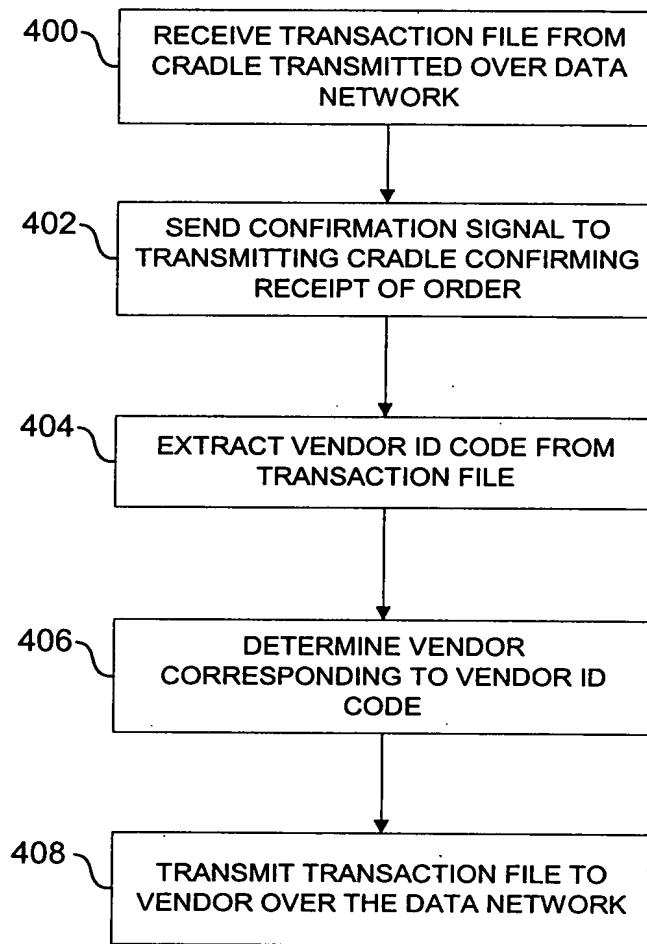 400
RECEIVE TRANSACTION FILE FROM
CRADLE TRANSMITTED OVER DATA
NETWORK
402
SEND CONFIRMATION SIGNAL TO
TRANSMITTING CRADLE CONFIRMING
RECEIPT OF ORDER
404
EXTRACT VENDOR ID CODE FROM
TRANSACTION FILE
406
DETERMINE VENDOR
CORRESPONDING TO VENDOR ID
CODE
408
TRANSMIT TRANSACTION FILE TO
VENDOR OVER THE DATA NETWORK